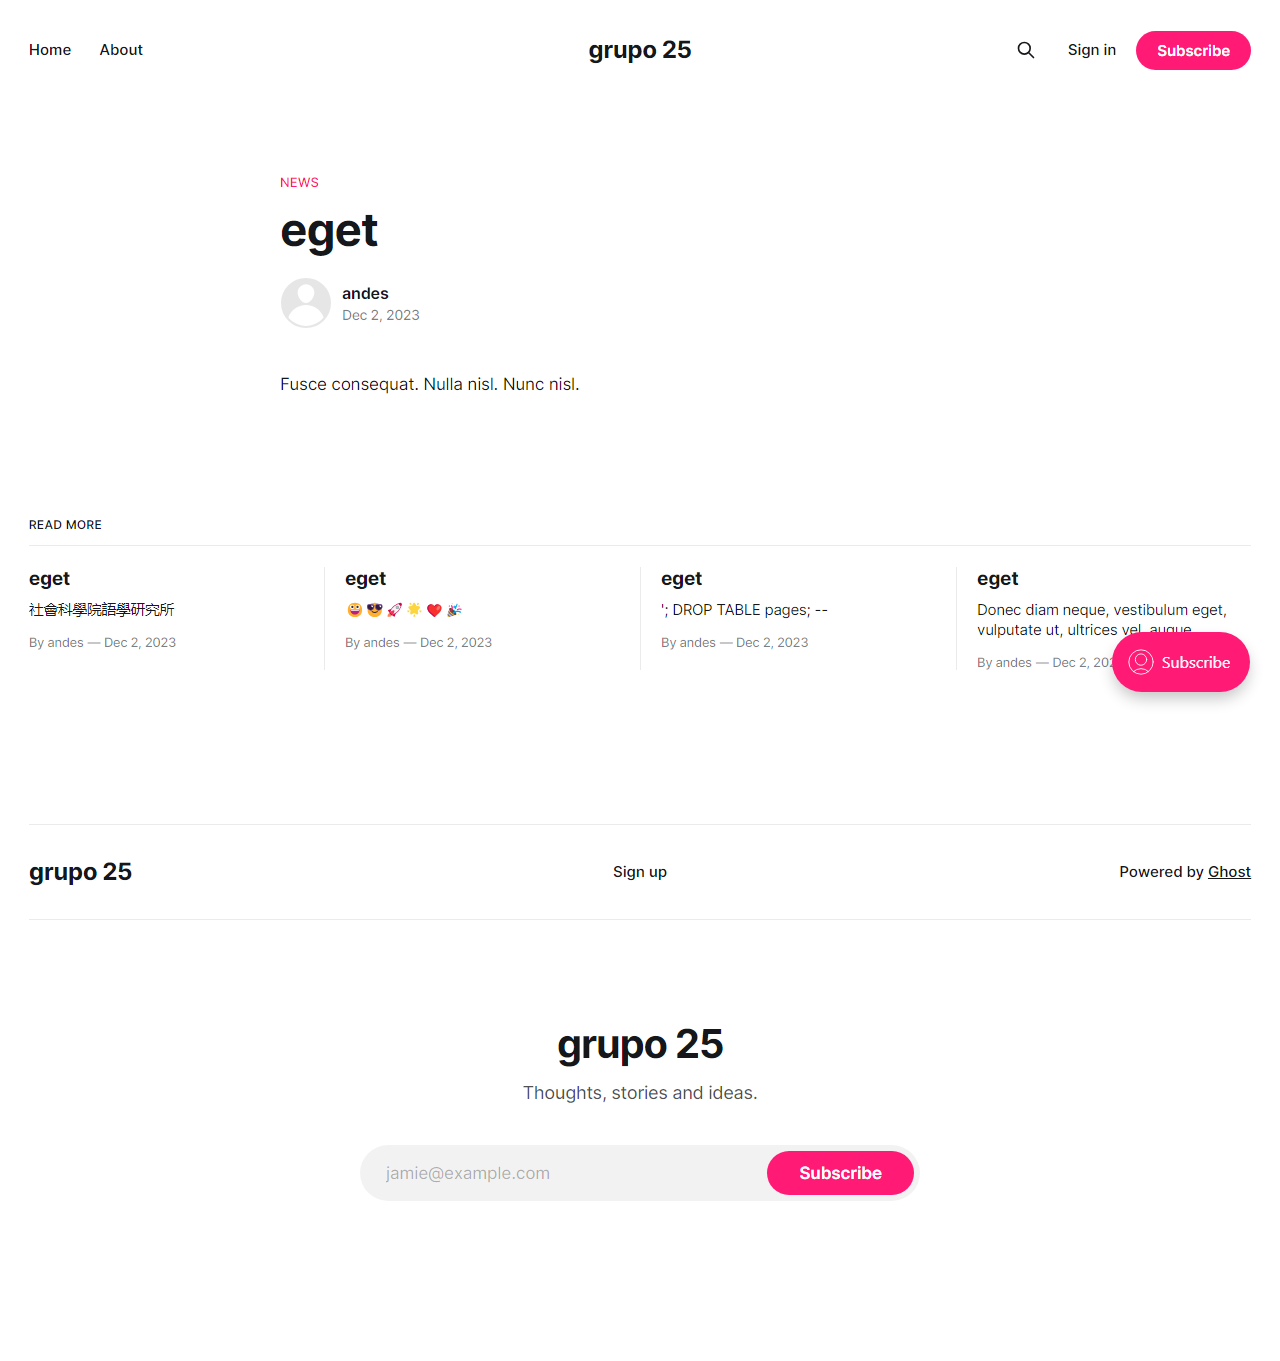 Home About grupo 25 Sign in Subscribe
NEWS
eget
andes
Dec 2, 2023
Fusce consequat. Nulla nisl. Nunc nisl.
READ MORE
eget
社會科學院語學研究所
By andes — Dec 2, 2023
eget
😀 😎 🚀 🌟 ❤️ 🎉
By andes — Dec 2, 2023
eget
'; DROP TABLE pages; --
By andes — Dec 2, 2023
eget
Donec diam neque, vestibulum eget,
vulputate ut, ultrices vel, augue.
By andes — Dec 2, 202
Subscribe
grupo 25 Sign up Powered by Ghost
grupo 25
Thoughts, stories and ideas.
jamie@example.com Subscribe